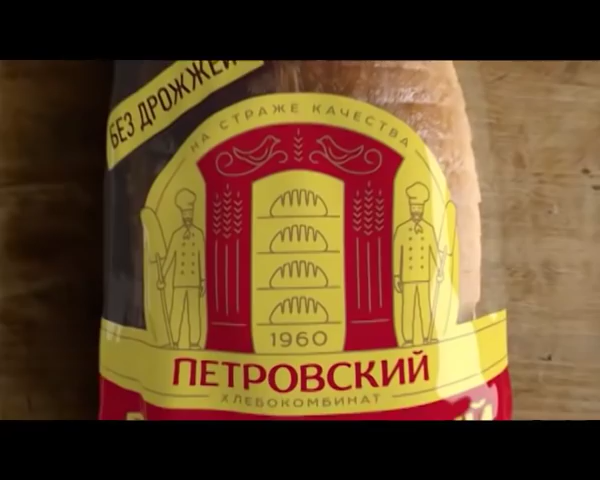 БЕЗ ДРОЖЖЕЙ
НА СТРАЖЕ КАЧЕСТВА
1960
ПЕТРОВСКИЙ
ХЛЕБОКОМБИНАТ